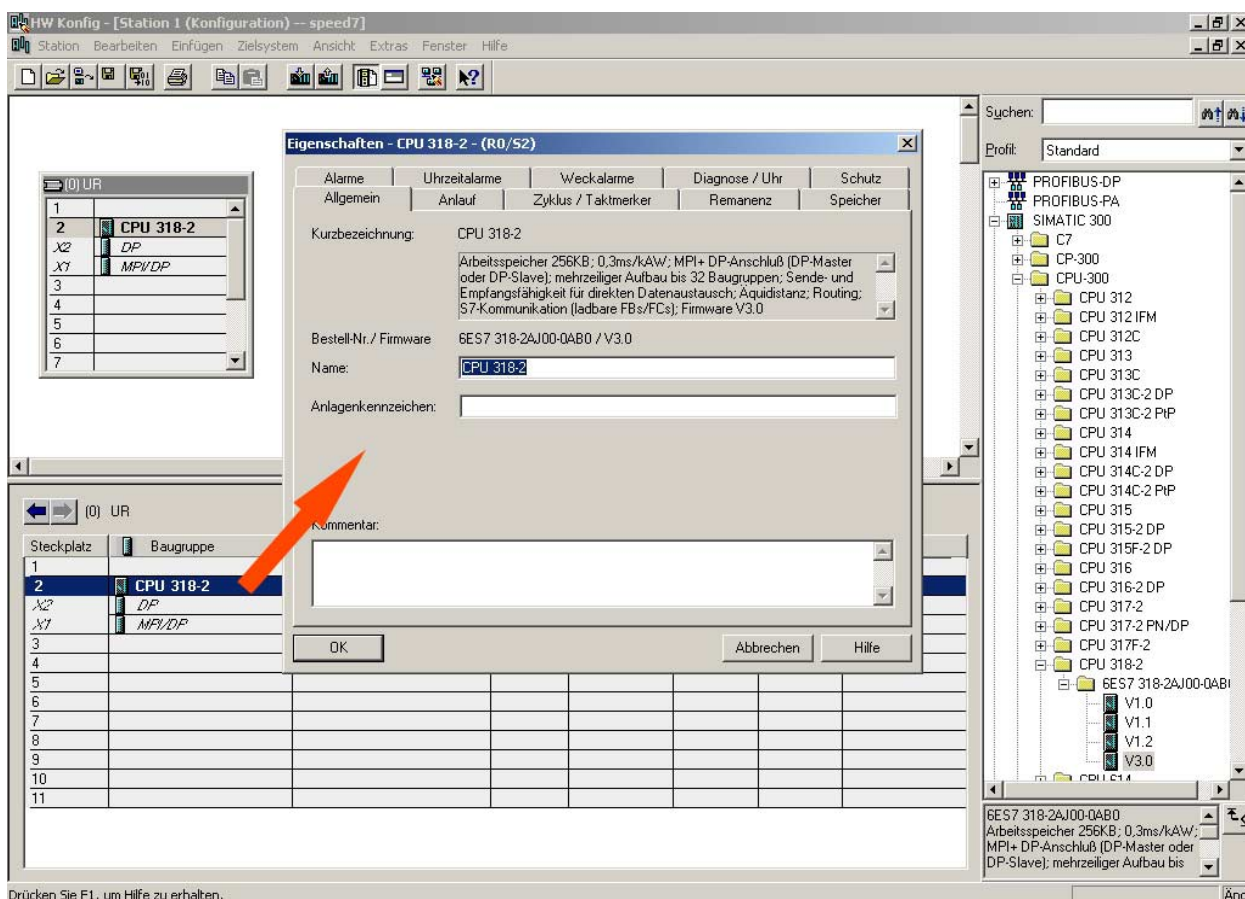 HW Konfig - [Station 1 (Konfiguration) -- speed7]
Station Bearbeiten Einfügen Zielsystem Ansicht Extras Fenster Hilfe
(0) UR
1
2 CPU 318-2
X2 DP
X1 MPI/DP
3
4
5
6
7
Eigenschaften - CPU 318-2 - (R0/S2)
Alarme Uhrzeitalarme Weckalarme Diagnose / Uhr Schutz
Allgemein Anlauf Zyklus / Taktmerker Remanenz Speicher
Kurzbezeichnung: CPU 318-2
Arbeitsspeicher 256KB; 0,3ms/kAW; MPI+ DP-Anschluß (DP-Master
oder DP-Slave); mehrzeiliger Aufbau bis 32 Baugruppen; Sende- und
Empfangsfähigkeit für direkten Datenaustausch; Äquidistanz; Routing;
S7-Kommunikation (ladbare FBs/FCs); Firmware V3.0
Bestell-Nr. / Firmware 6ES7 318-2AJ00-0AB0 / V3.0
Name: CPU 318-2
Anlagenkennzeichen:
Kommentar:
OK Abbrechen Hilfe
(0) UR
Steckplatz Baugruppe
1
2 CPU 318-2
X2 DP
X1 MPI/DP
3
4
5
6
7
8
9
10
11
Suchen:
Profil: Standard
PROFIBUS-DP
PROFIBUS-PA
SIMATIC 300
C7
CP-300
CPU-300
CPU 312
CPU 312 IFM
CPU 312C
CPU 313
CPU 313C
CPU 313C-2 DP
CPU 313C-2 PtP
CPU 314
CPU 314 IFM
CPU 314C-2 DP
CPU 314C-2 PtP
CPU 315
CPU 315-2 DP
CPU 315F-2 DP
CPU 316
CPU 316-2 DP
CPU 317-2
CPU 317-2 PN/DP
CPU 317F-2
CPU 318-2
6ES7 318-2AJ00-0AB
V1.0
V1.1
V1.2
V3.0
CPU 614
6ES7 318-2AJ00-0AB0
Arbeitsspeicher 256KB; 0,3ms/kAW;
MPI+ DP-Anschluß (DP-Master oder
DP-Slave); mehrzeiliger Aufbau bis
Drücken Sie F1, um Hilfe zu erhalten.
Änd